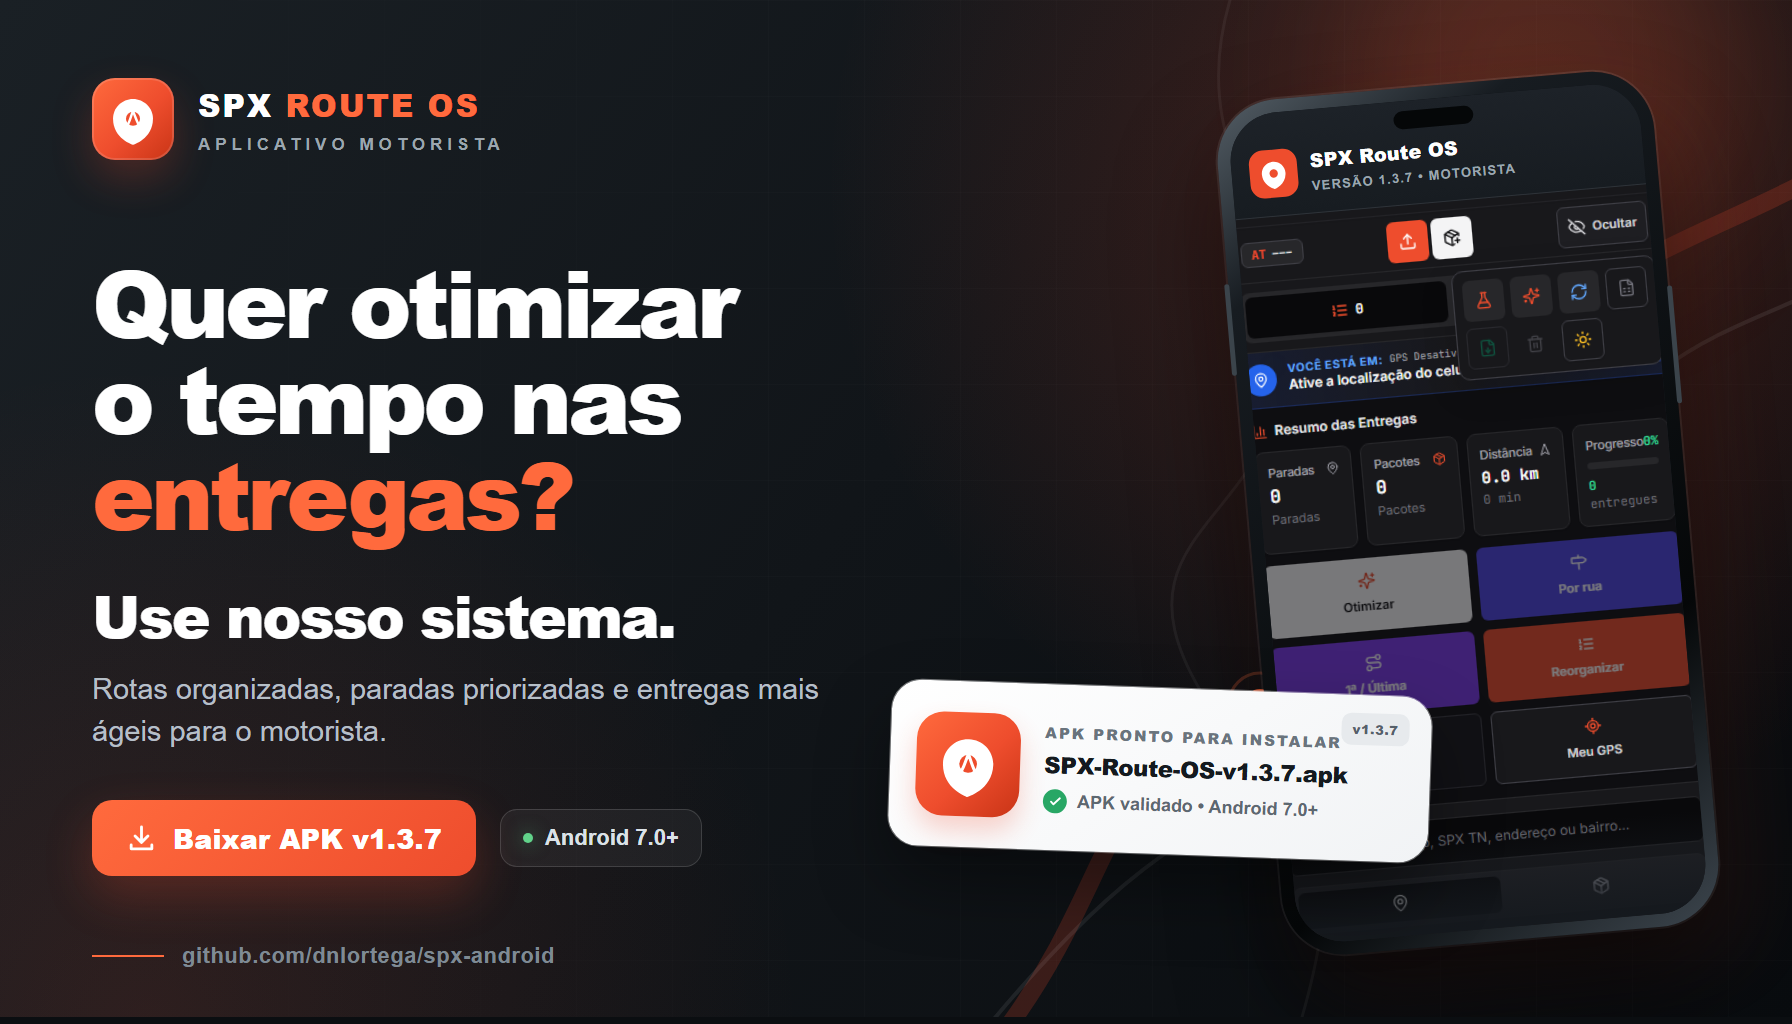 SPX ROUTE OS
APLICATIVO MOTORISTA
Quer otimizar
o tempo nas
entregas?
Use nosso sistema.
Rotas organizadas, paradas priorizadas e entregas mais
ágeis para o motorista.
Baixar APK v1.3.7
Android 7.0+
github.com/dnlortega/spx-android
SPX Route OS
VERSÃO 1.3.7 • MOTORISTA
AT ---
Ocultar
0
VOCÊ ESTÁ EM: GPS Desativ
Ative a localização do celu
Resumo das Entregas
Paradas
0
Paradas
Pacotes
0
Pacotes
Distância
0.0 km
0 min
Progresso 0%
0
entregues
Otimizar
Por rua
1ª / Última
Reorganizar
Meu GPS
, SPX TN, endereço ou bairro...
APK PRONTO PARA INSTALAR
v1.3.7
SPX-Route-OS-v1.3.7.apk
APK validado • Android 7.0+